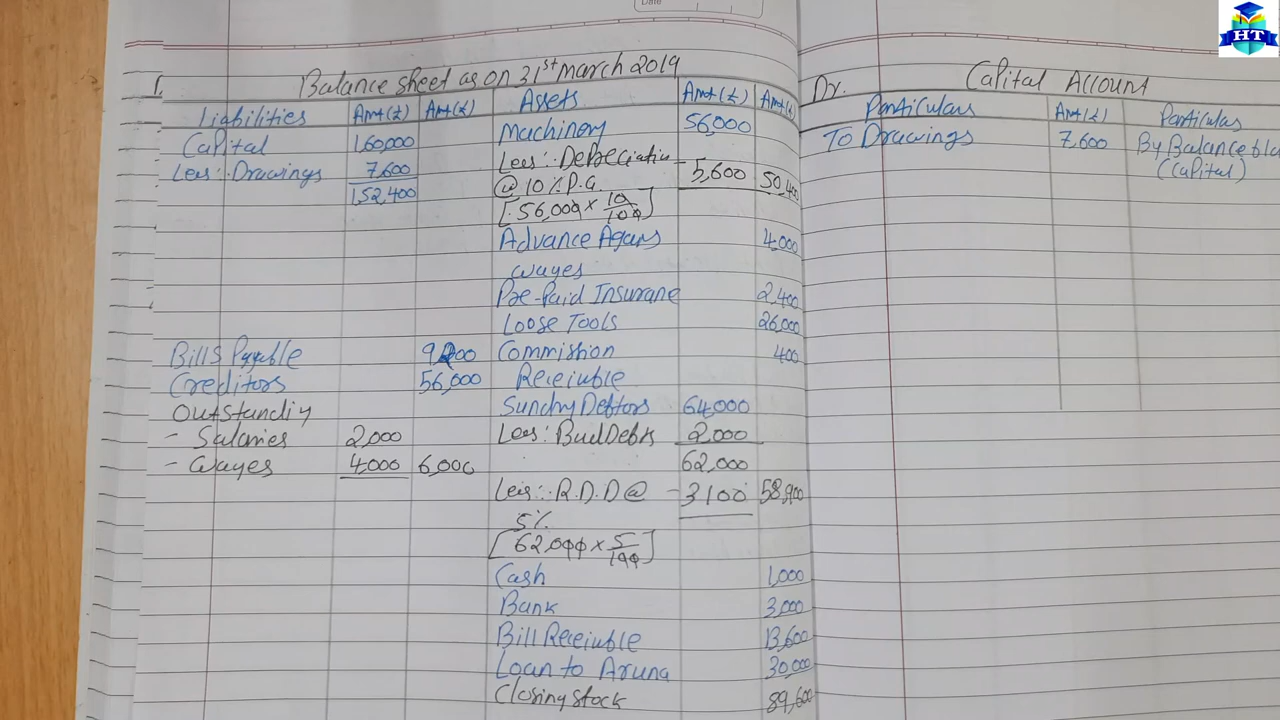 Date
HT
1.
Balance sheet as on 31st march 2019
Liabilities Amt(₹) Amt(₹) Assets Amt(₹) Amt(₹)
Capital 1,60,000 Machinery 56,000
Less: Drawings 7,600 Less: Depreciation – 5,600 50,400
1,52,400 @ 10% P.a.
[56,000 × 10/100]
Advance Agans 4,000
wages
Pre-Paid Insurane 2,400
Loose Tools 26,000
Bills Payable 9,200 Commission 400
Creditors 56,000 Receivble
Outstanding Sundry Debtors 64,000
- Salaries 2,000 Less: Bad Debts 2,000
- wages 4,000 6,000 62,000
Less: R.D.D @ – 3100 58,900
5%
[62,000 × 5/100]
Cash 1,000
Bank 3,000
Bill Receivble 13,600
Loan to Aruna 30,000
Closing stock 89,600
Dr. Capital Account
Particulars Amt(₹) Particulas
To Drawings 7,600 By Balance b
(Capital)